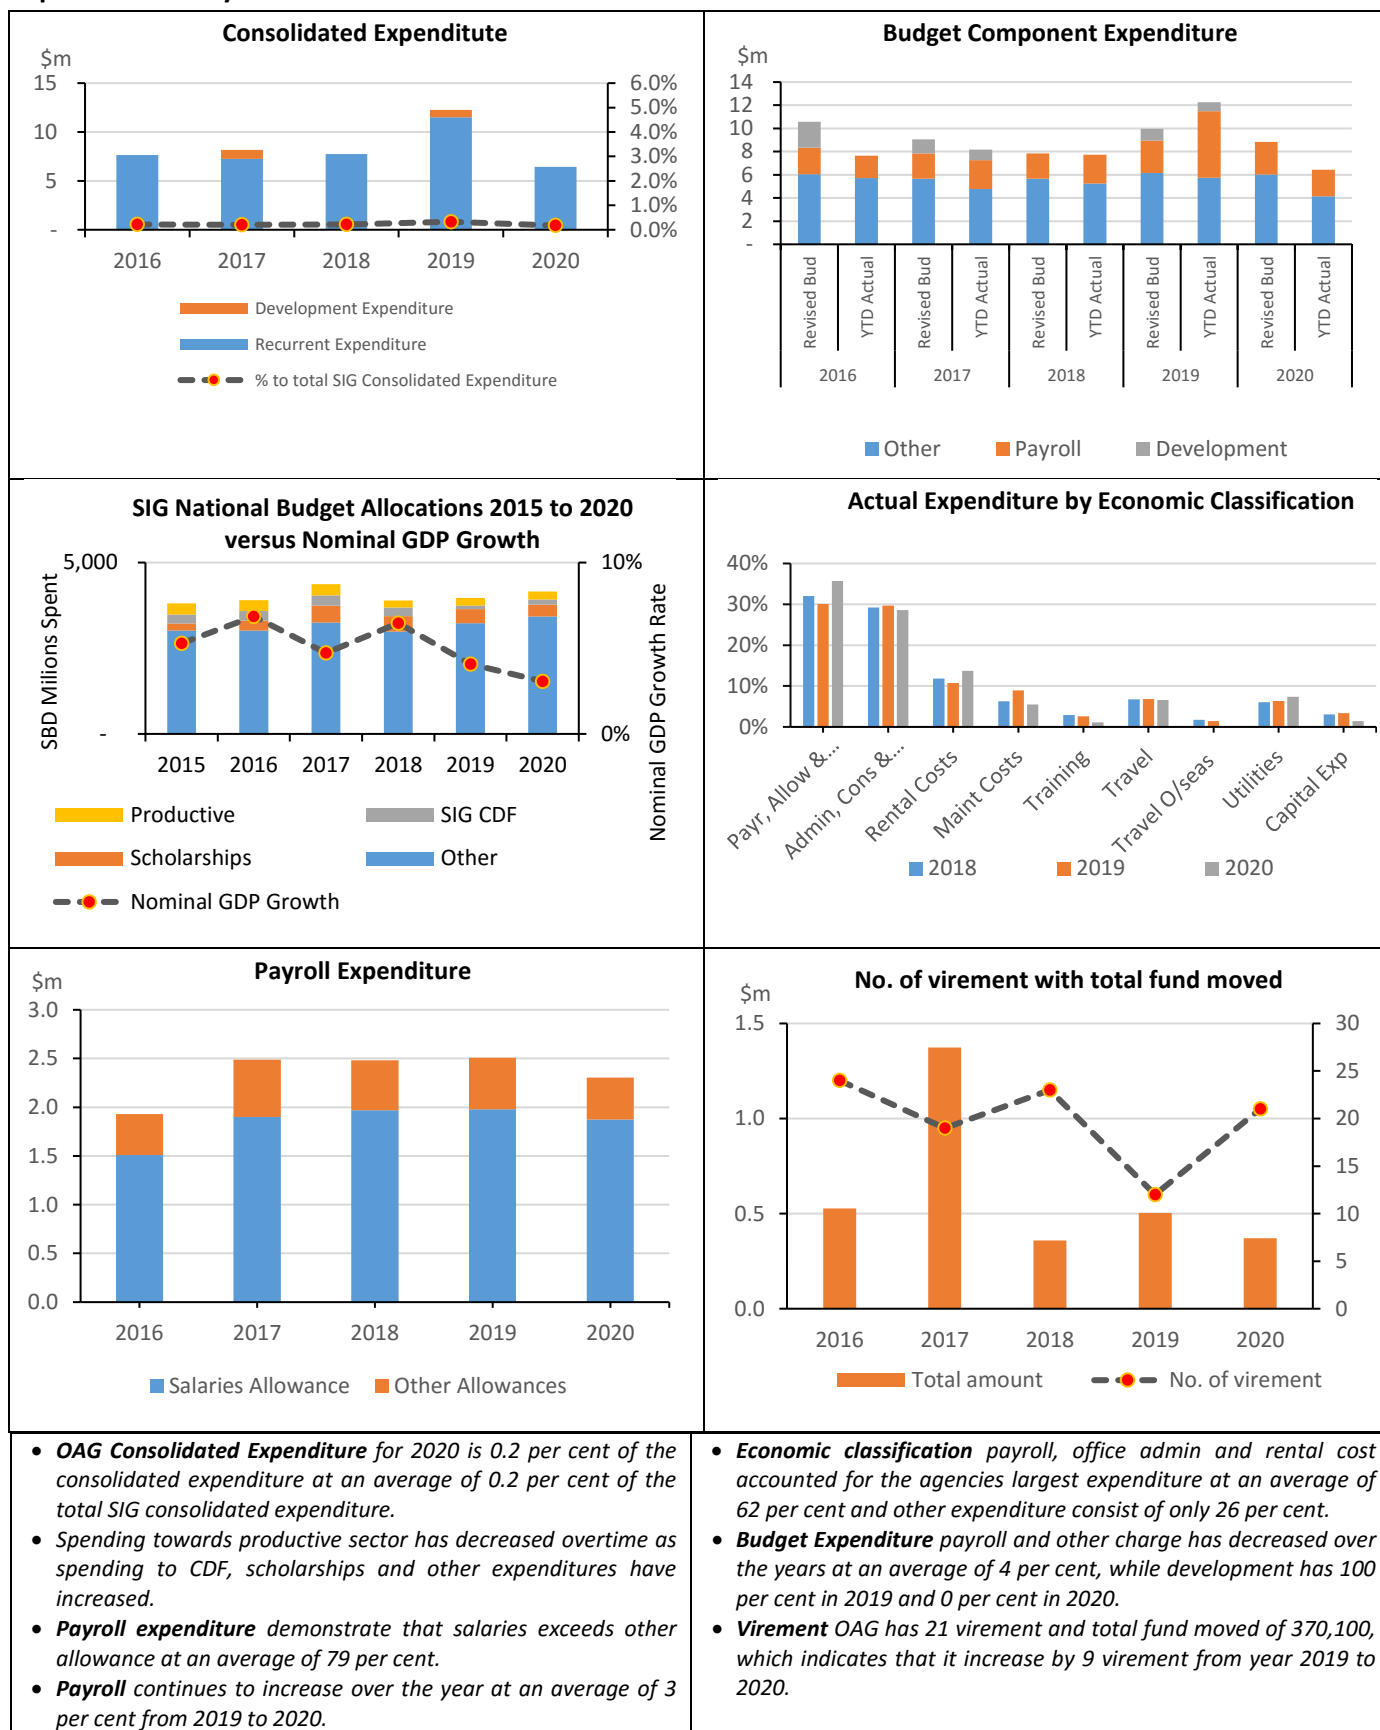 Consolidated Expenditute
$m
15
10
5
-
6.0%
5.0%
4.0%
3.0%
2.0%
1.0%
0.0%
2016 2017 2018 2019 2020
Development Expenditure
Recurrent Expenditure
% to total SIG Consolidated Expenditure
Budget Component Expenditure
$m
14
12
10
8
6
4
2
-
Revised Bud YTD Actual Revised Bud YTD Actual Revised Bud YTD Actual Revised Bud YTD Actual Revised Bud YTD Actual
2016 2017 2018 2019 2020
Other Payroll Development
SIG National Budget Allocations 2015 to 2020
versus Nominal GDP Growth
SBD Milions Spent
5,000
-
10%
0%
Nominal GDP Growth Rate
2015 2016 2017 2018 2019 2020
Productive SIG CDF
Scholarships Other
Nominal GDP Growth
Actual Expenditure by Economic Classification
40%
30%
20%
10%
0%
Payr, Allow &... Admin, Cons &... Rental Costs Maint Costs Training Travel Travel O/seas Utilities Capital Exp
2018 2019 2020
Payroll Expenditure
$m
3.0
2.5
2.0
1.5
1.0
0.5
0.0
2016 2017 2018 2019 2020
Salaries Allowance Other Allowances
No. of virement with total fund moved
$m
1.5
1.0
0.5
0.0
30
25
20
15
10
5
0
2016 2017 2018 2019 2020
Total amount No. of virement
• OAG Consolidated Expenditure for 2020 is 0.2 per cent of the
consolidated expenditure at an average of 0.2 per cent of the
total SIG consolidated expenditure.
• Spending towards productive sector has decreased overtime as
spending to CDF, scholarships and other expenditures have
increased.
• Payroll expenditure demonstrate that salaries exceeds other
allowance at an average of 79 per cent.
• Payroll continues to increase over the year at an average of 3
per cent from 2019 to 2020.
• Economic classification payroll, office admin and rental cost
accounted for the agencies largest expenditure at an average of
62 per cent and other expenditure consist of only 26 per cent.
• Budget Expenditure payroll and other charge has decreased over
the years at an average of 4 per cent, while development has 100
per cent in 2019 and 0 per cent in 2020.
• Virement OAG has 21 virement and total fund moved of 370,100,
which indicates that it increase by 9 virement from year 2019 to
2020.